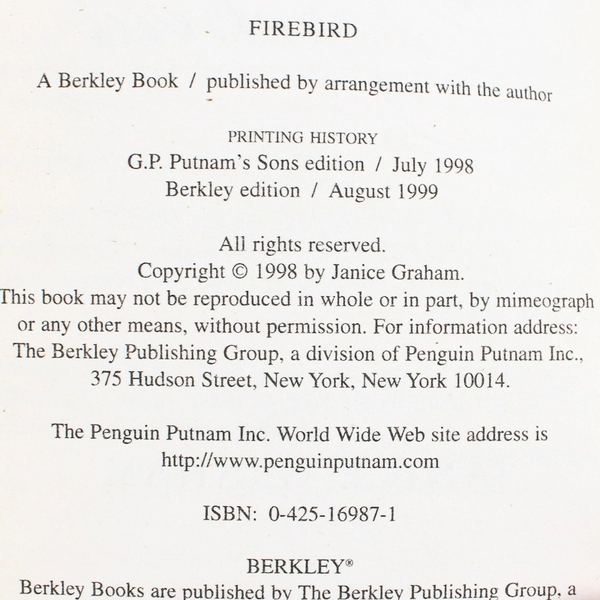 FIREBIRD
A Berkley Book / published by arrangement with the author
PRINTING HISTORY
G.P. Putnam's Sons edition / July 1998
Berkley edition / August 1999
All rights reserved.
Copyright © 1998 by Janice Graham.
This book may not be reproduced in whole or in part, by mimeograph
or any other means, without permission. For information address:
The Berkley Publishing Group, a division of Penguin Putnam Inc.,
375 Hudson Street, New York, New York 10014.
The Penguin Putnam Inc. World Wide Web site address is
http://www.penguinputnam.com
ISBN: 0-425-16987-1
BERKLEY®
Berkley Books are published by The Berkley Publishing Group, a